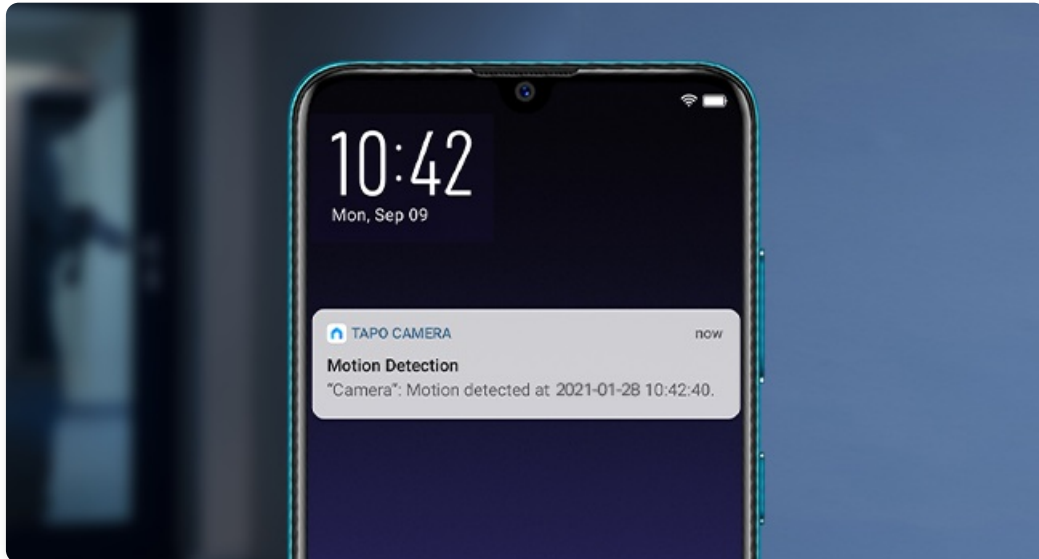 10:42
Mon, Sep 09
TAPO CAMERA now
Motion Detection
"Camera": Motion detected at 2021-01-28 10:42:40.